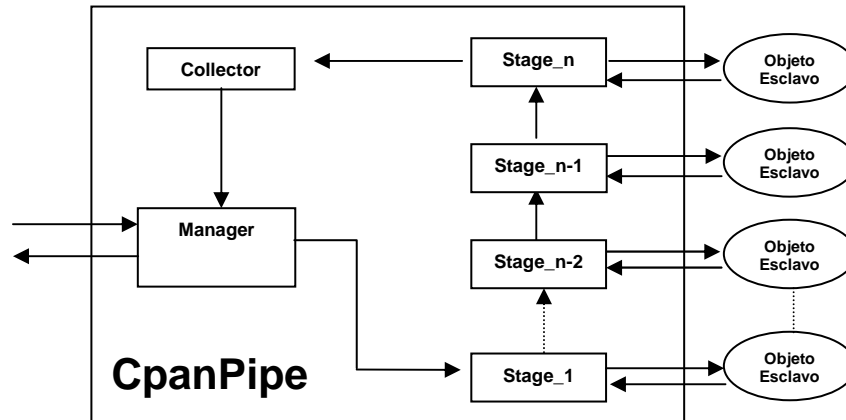 Collector
Stage_n
Objeto
Esclavo
Stage_n-1
Objeto
Esclavo
Manager
Stage_n-2
Objeto
Esclavo
CpanPipe
Stage_1
Objeto
Esclavo